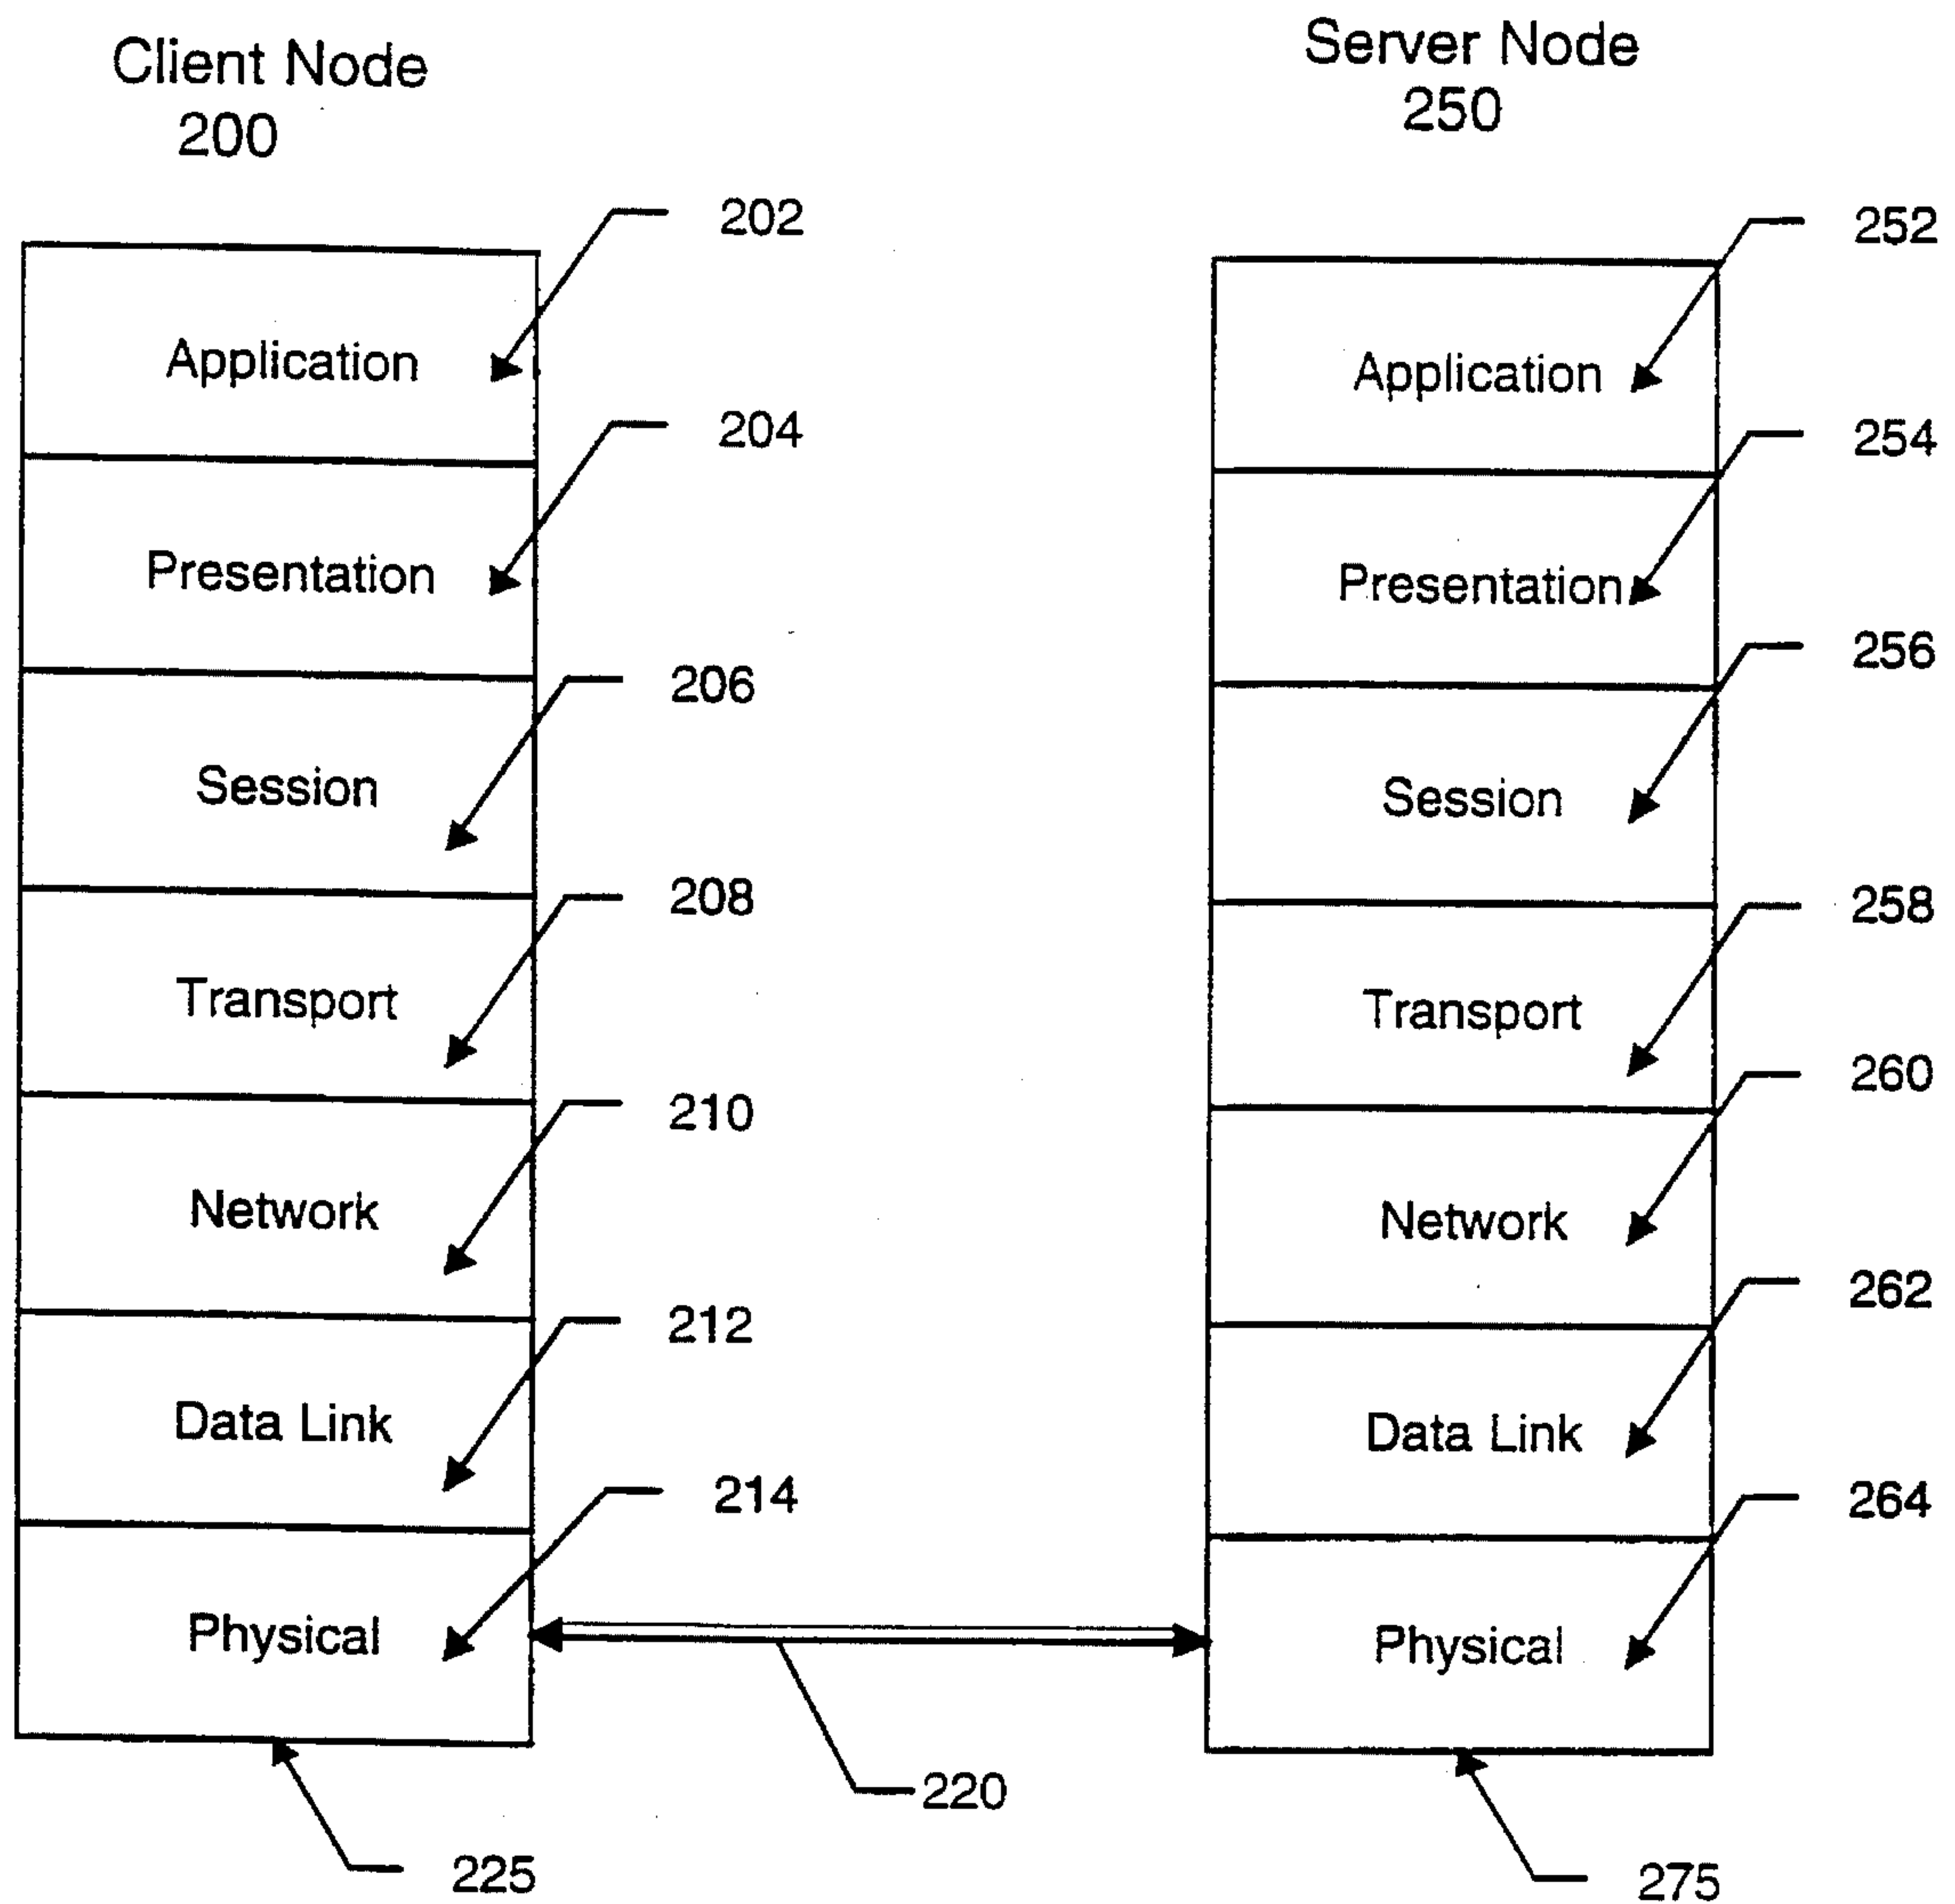 Client Node
200
Server Node
250
202
Application
204
Presentation
206
Session
208
Transport
210
Network
212
Data Link
214
Physical
225
220
252
Application
254
Presentation
256
Session
258
Transport
260
Network
262
Data Link
264
Physical
275